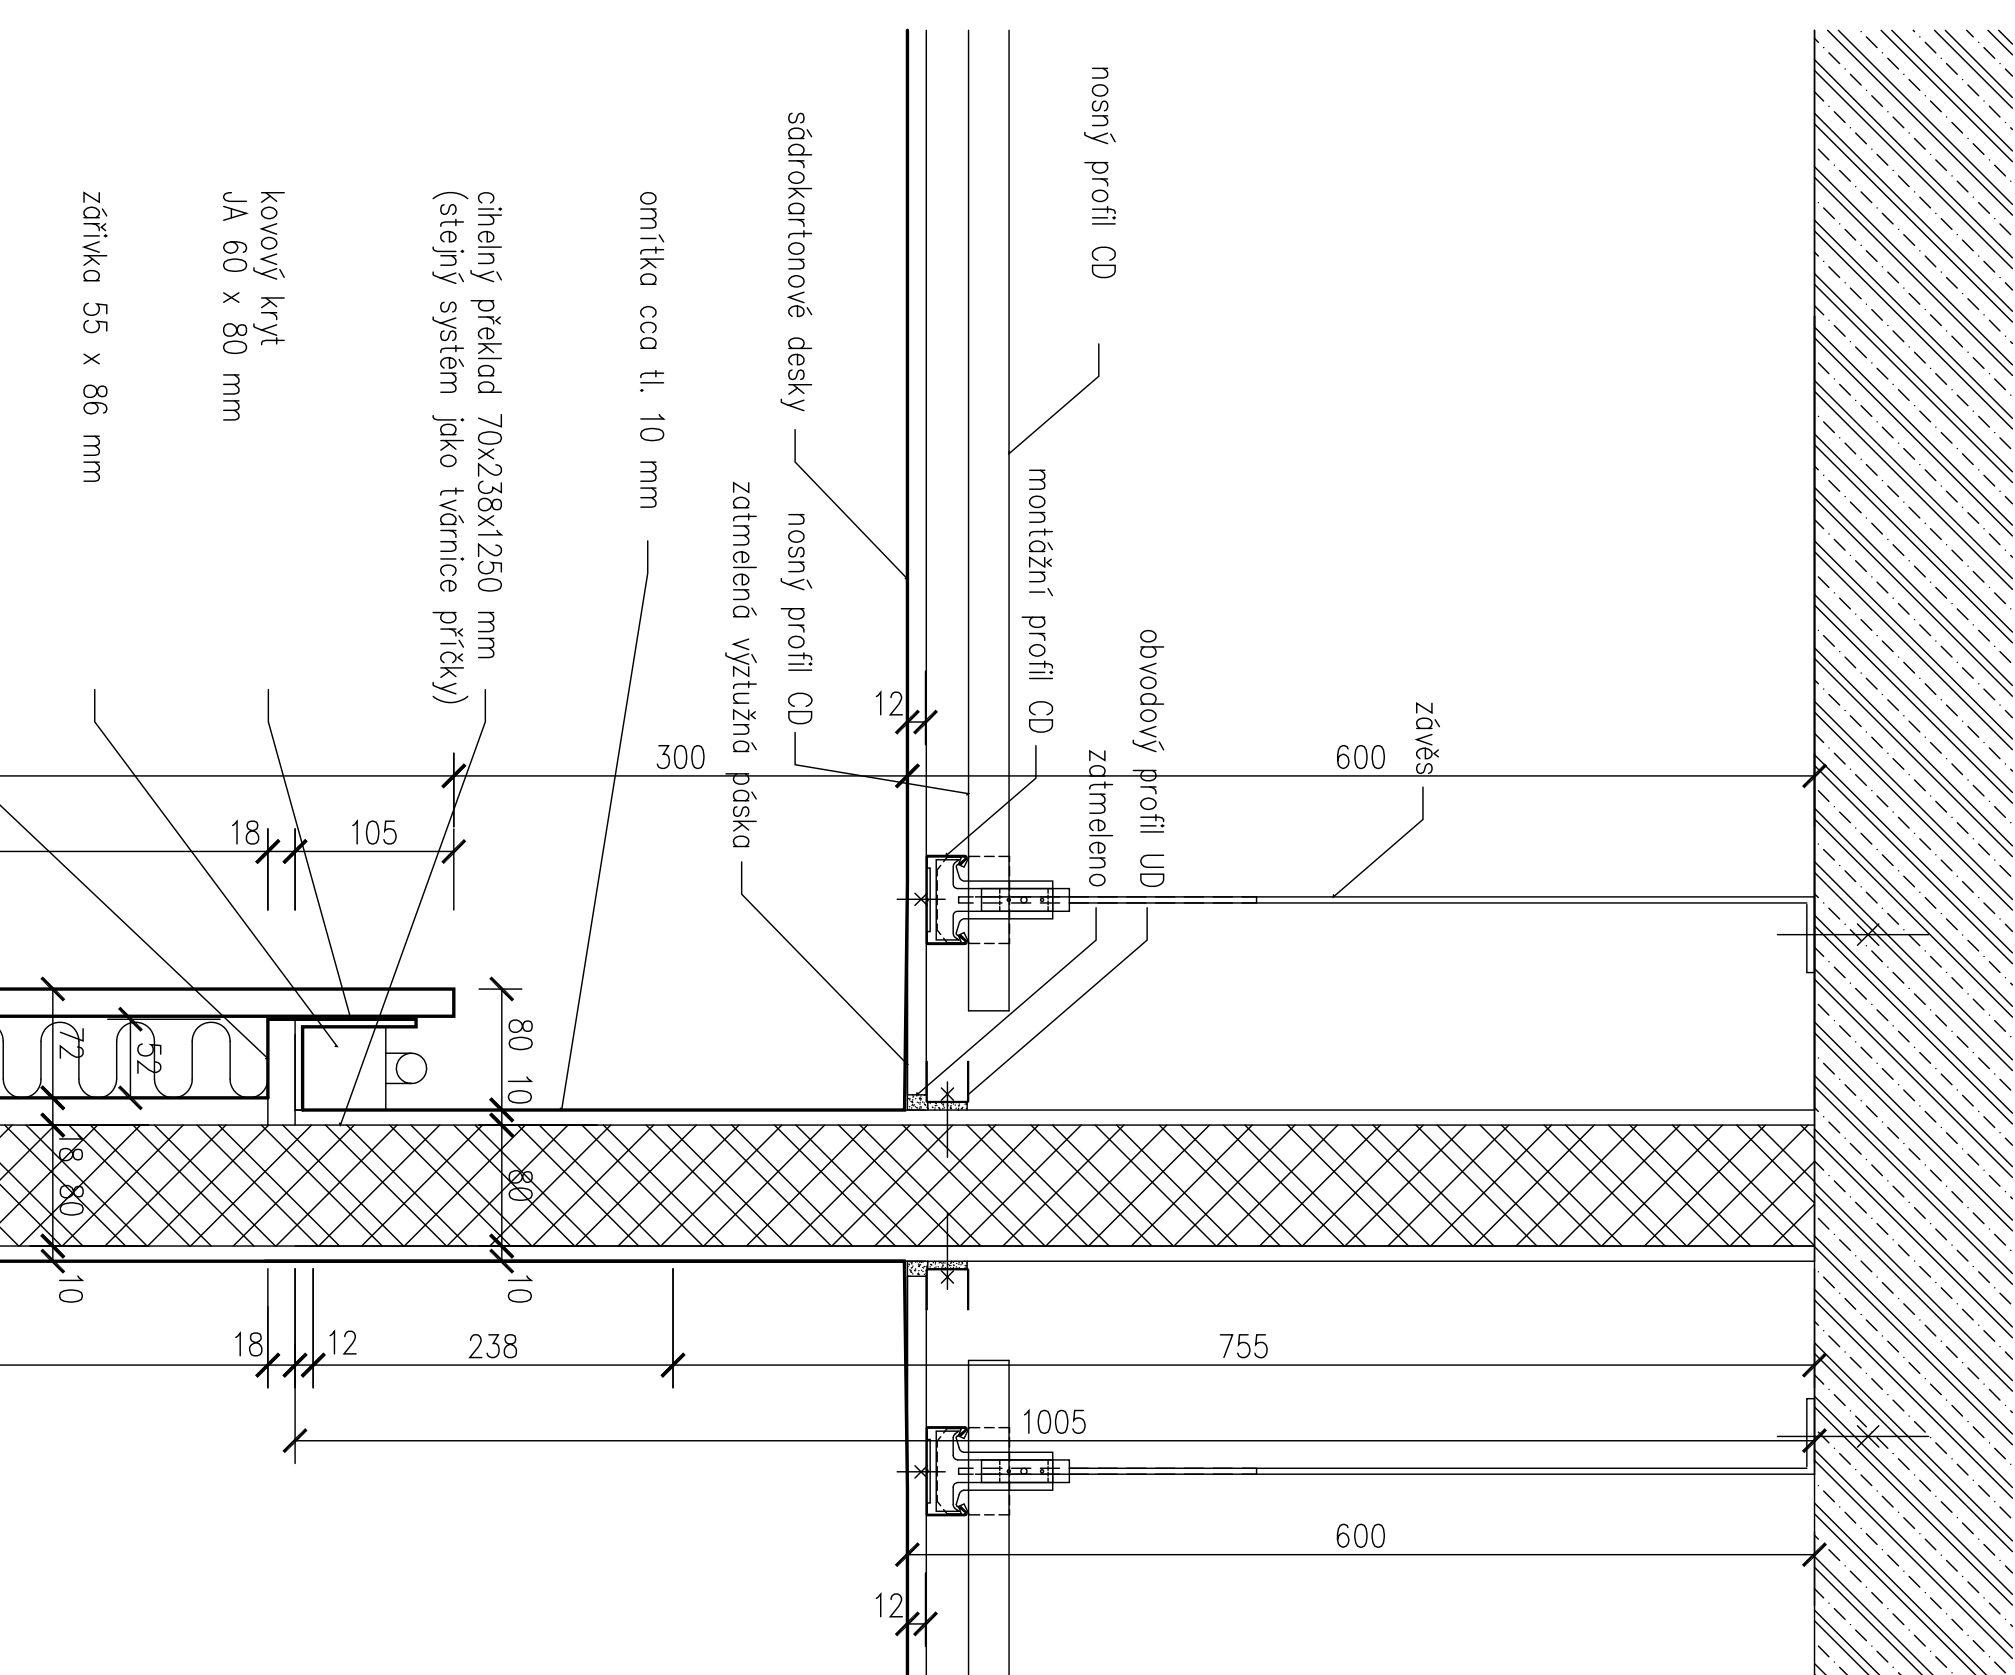 závěs
obvodový profil UD
zatmeleno
nosný profil CD
montážní profil CD
sádrokartonové desky
nosný profil CD
zatmelená výztužná páska
omítka cca tl. 10 mm
cihelný překlad 70x238x1250 mm
(stejný systém jako tvárnice příčky)
kovový kryt
JA 60 x 80 mm
zářivka 55 x 86 mm
12
300
600
18
105
80
10
80
10
52
72
18
80
10
18
12
238
755
1005
600
12